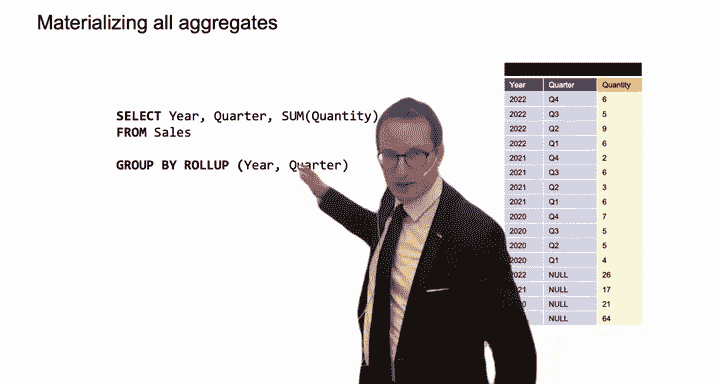 Materializing all aggregates
SELECT Year, Quarter, SUM(Quantity)
FROM Sales
GROUP BY ROLLUP (Year, Quarter)
Year Quarter Quantity
2022 Q4 6
2022 Q3 5
2022 Q2 9
2022 Q1 6
2021 Q4 2
2021 Q3 6
2021 Q2 3
2021 Q1 6
2020 Q4 7
2020 Q3 5
2020 Q2 5
2020 Q1 4
2022 NULL 26
NULL 17
NULL 21
NULL 64